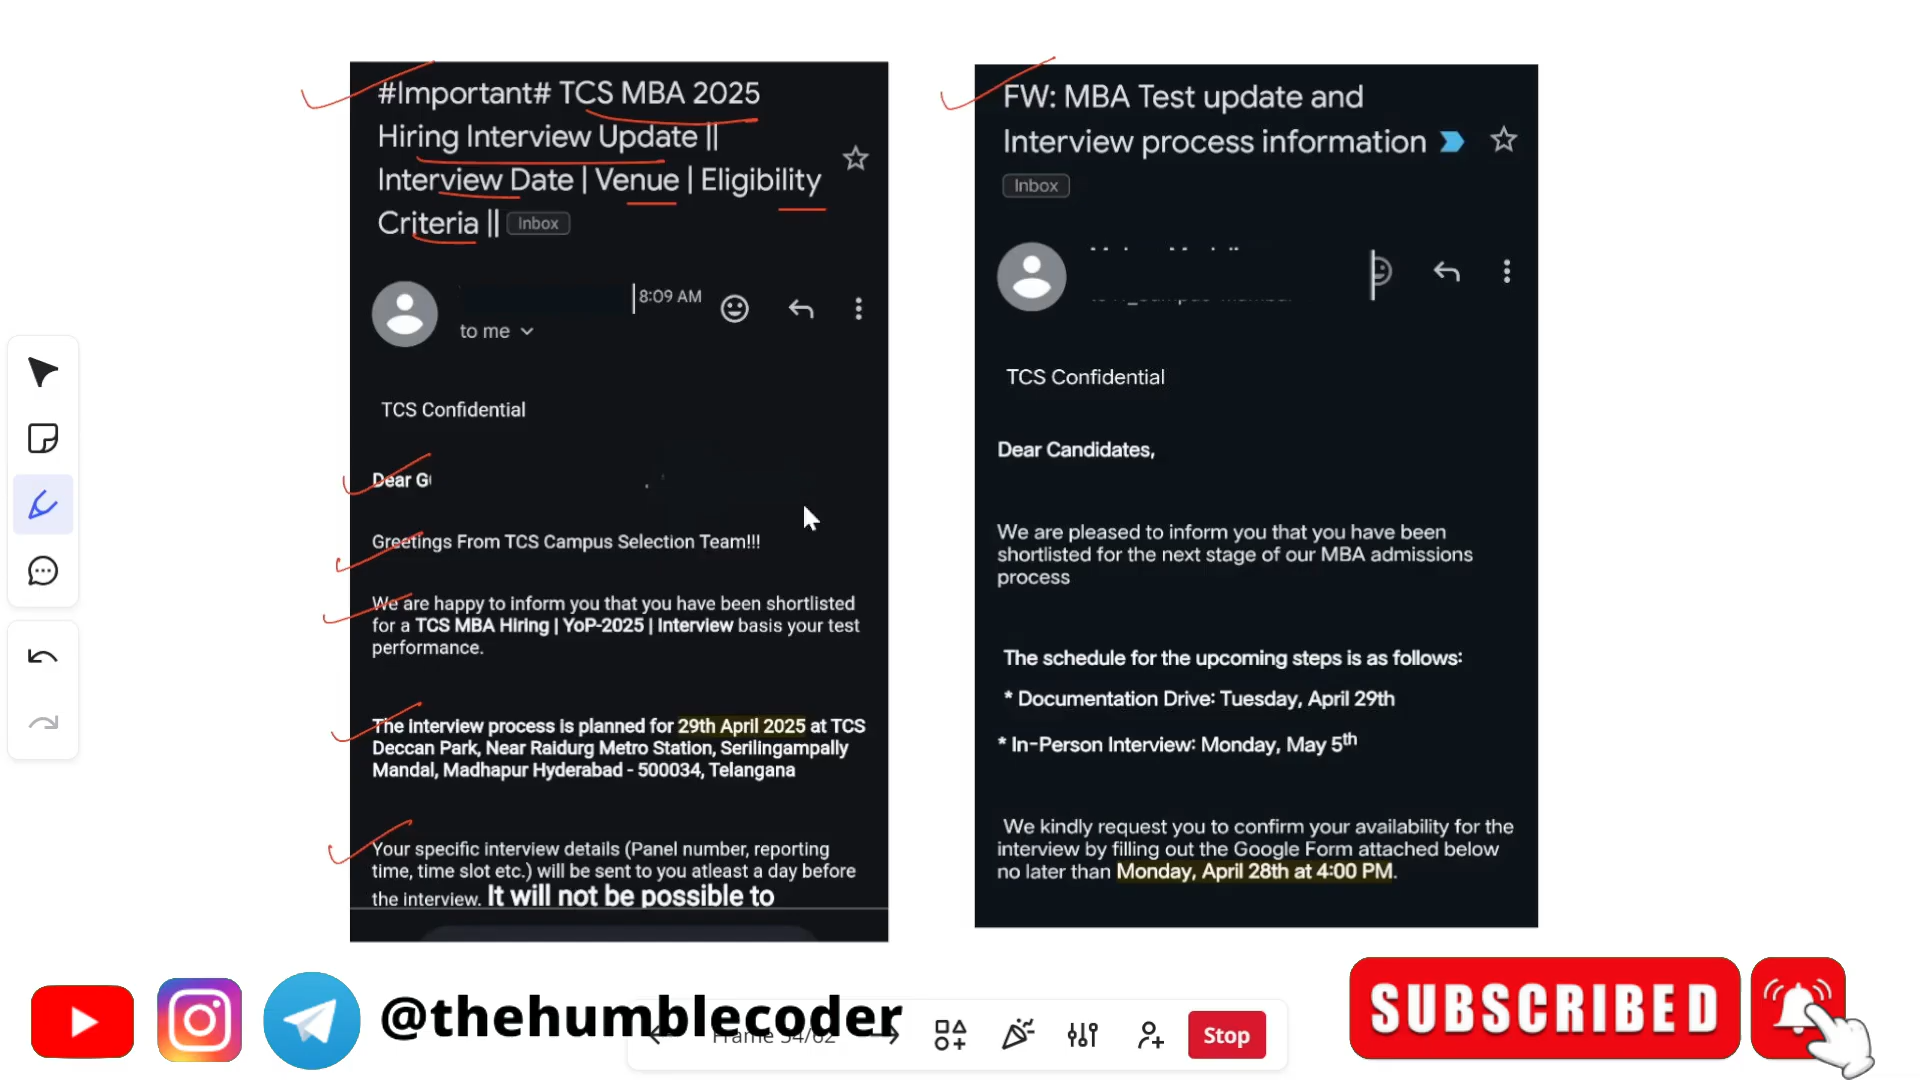 #Important# TCS MBA 2025
Hiring Interview Update ||
Interview Date | Venue | Eligibility
Criteria || Inbox
8:09 AM
to me
TCS Confidential
Dear G
Greetings From TCS Campus Selection Team!!!
We are happy to inform you that you have been shortlisted
for a TCS MBA Hiring | YoP-2025 | Interview basis your test
performance.
The interview process is planned for 29th April 2025 at TCS
Deccan Park, Near Raidurg Metro Station, Serilingampally
Mandal, Madhapur Hyderabad - 500034, Telangana
Your specific interview details (Panel number, reporting
time, time slot etc.) will be sent to you atleast a day before
the interview. It will not be possible to
FW: MBA Test update and
Interview process information
Inbox
TCS Confidential
Dear Candidates,
We are pleased to inform you that you have been
shortlisted for the next stage of our MBA admissions
process
The schedule for the upcoming steps is as follows:
* Documentation Drive: Tuesday, April 29th
* In-Person Interview: Monday, May 5th
We kindly request you to confirm your availability for the
interview by filling out the Google Form attached below
no later than Monday, April 28th at 4:00 PM.
@thehumblecoder
Frame 54/62
Stop
SUBSCRIBED